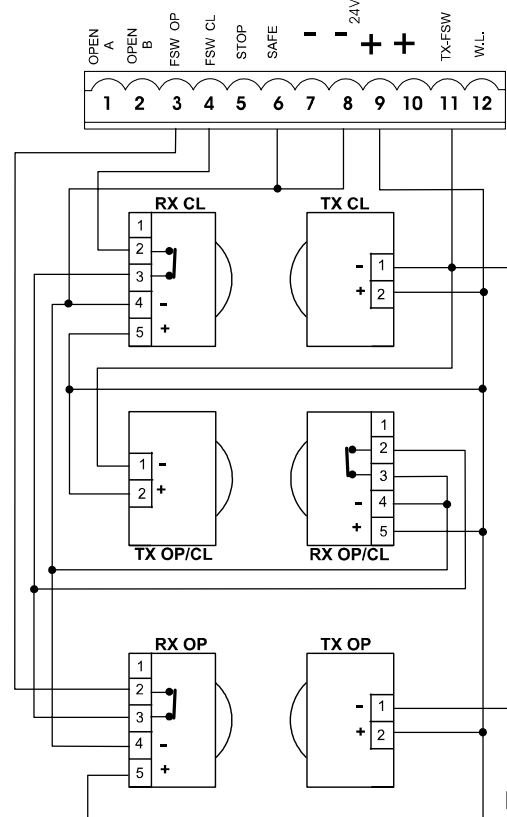 OPEN A
OPEN B
FSW OP
FSW CL
STOP
SAFE
-
- 24V
+
+
TX-FSW
W.L.
1 2 3 4 5 6 7 8 9 10 11 12
RX CL
1
2
3
4 -
5 +
TX CL
- 1
+ 2
1 -
2 +
TX OP/CL
1
2
3
- 4
+ 5
RX OP/CL
RX OP
1
2
3
4 -
5 +
TX OP
- 1
+ 2